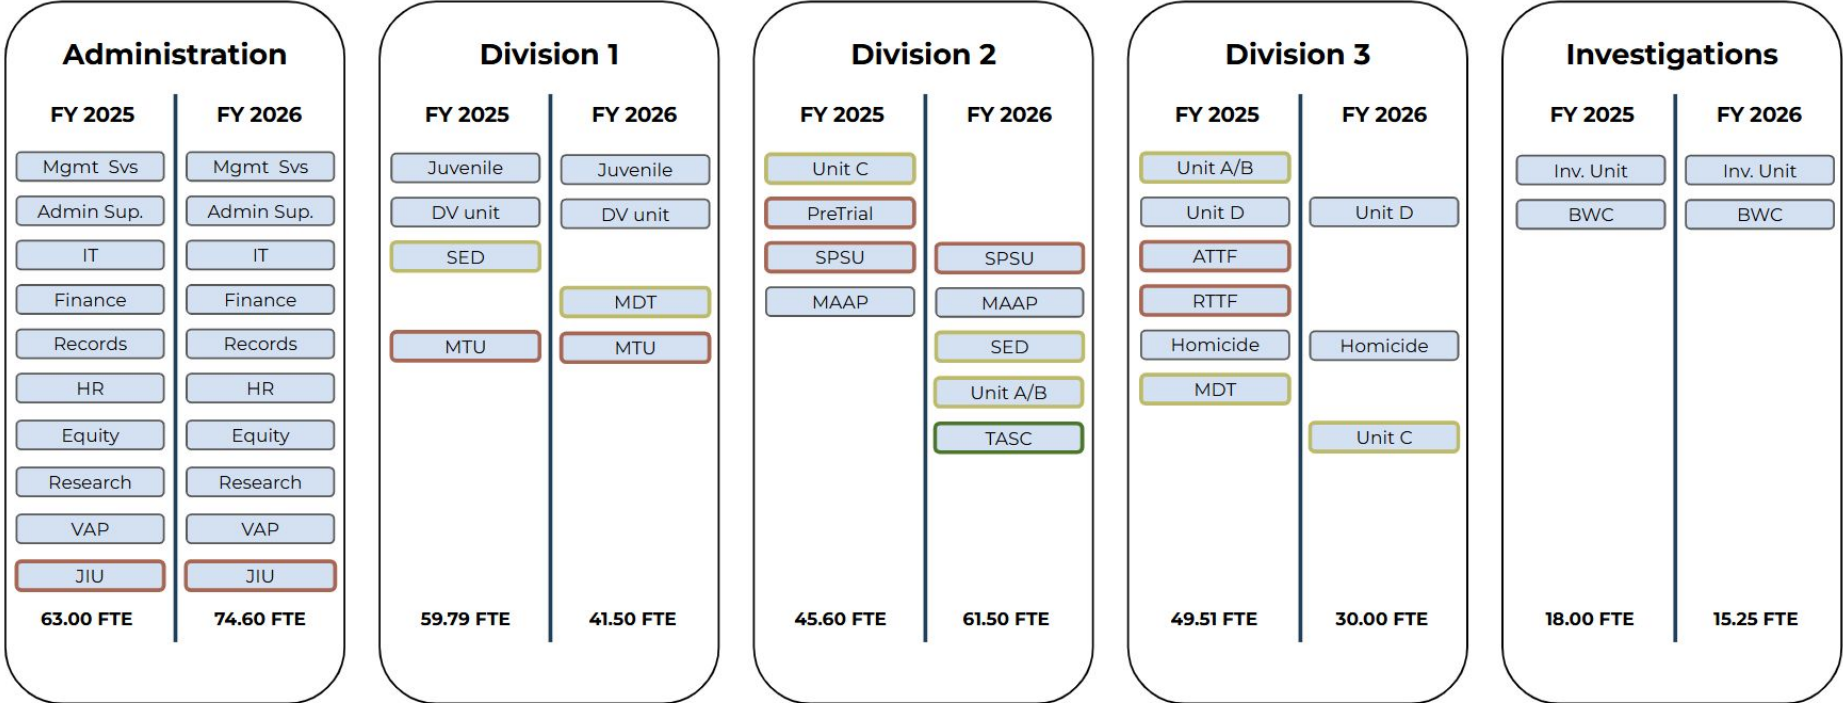 Administration
FY 2025
Mgmt Svs
Admin Sup.
IT
Finance
Records
HR
Equity
Research
VAP
JIU
63.00 FTE
FY 2026
Mgmt Svs
Admin Sup.
IT
Finance
Records
HR
Equity
Research
VAP
JIU
74.60 FTE
Division 1
FY 2025
Juvenile
DV unit
SED
MTU
59.79 FTE
FY 2026
Juvenile
DV unit
MDT
MTU
41.50 FTE
Division 2
FY 2025
Unit C
PreTrial
SPSU
MAAP
45.60 FTE
FY 2026
SPSU
MAAP
SED
Unit A/B
TASC
61.50 FTE
Division 3
FY 2025
Unit A/B
Unit D
ATTF
RTTF
Homicide
MDT
49.51 FTE
FY 2026
Unit D
Homicide
Unit C
30.00 FTE
Investigations
FY 2025
Inv. Unit
BWC
18.00 FTE
FY 2026
Inv. Unit
BWC
15.25 FTE